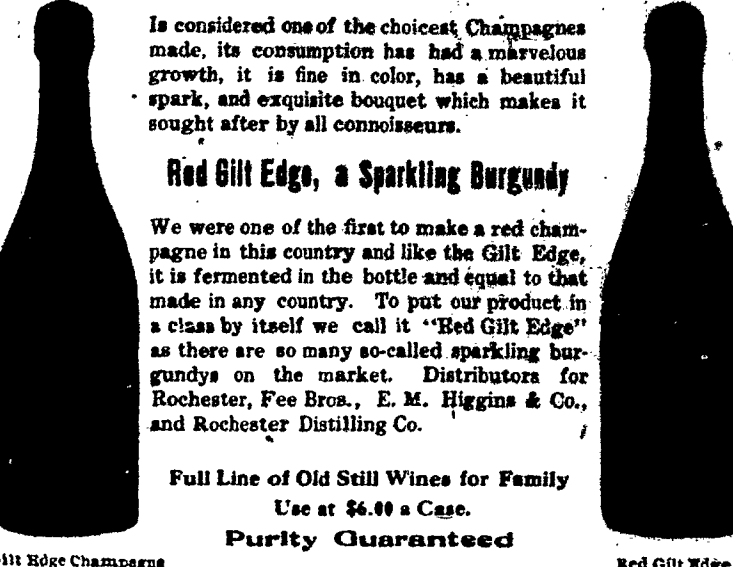 Is considered one of the choicest Champagnes
made, its consumption has had a marvelous
growth, it is fine in color, has a beautiful
spark, and exquisite bouquet which makes it
sought after by all connoisseurs.
Red Gilt Edge, a Sparkling Burgundy
We were one of the first to make a red cham-
pagne in this country and like the Gilt Edge,
it is fermented in the bottle and equal to that
made in any country. To put our product in
a class by itself we call it "Red Gilt Edge"
as there are so many so-called sparkling bur-
gundys on the market. Distributors for
Rochester, Fee Bros., E. M. Higgins & Co.,
and Rochester Distilling Co.
Full Line of Old Still Wines for Family
Use at $6.00 a Case.
Purity Guaranteed
Gilt Edge Champagne
Red Gilt Edge